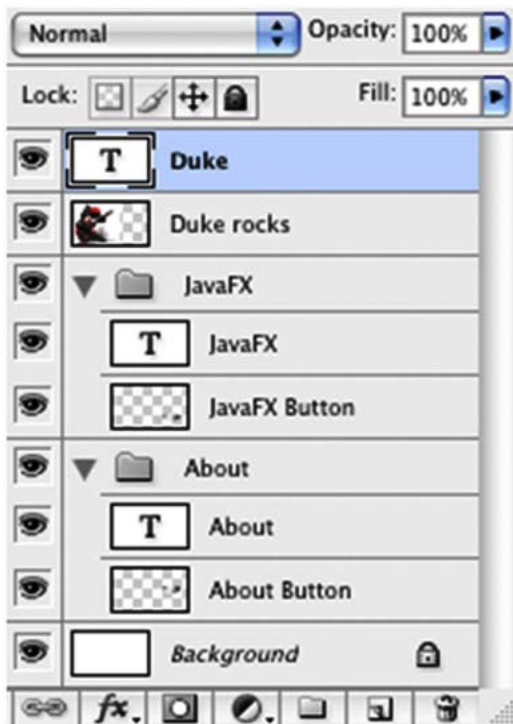 Normal Opacity: 100%
Lock: Fill: 100%
T Duke
Duke rocks
JavaFX
T JavaFX
JavaFX Button
About
T About
About Button
Background
fx.